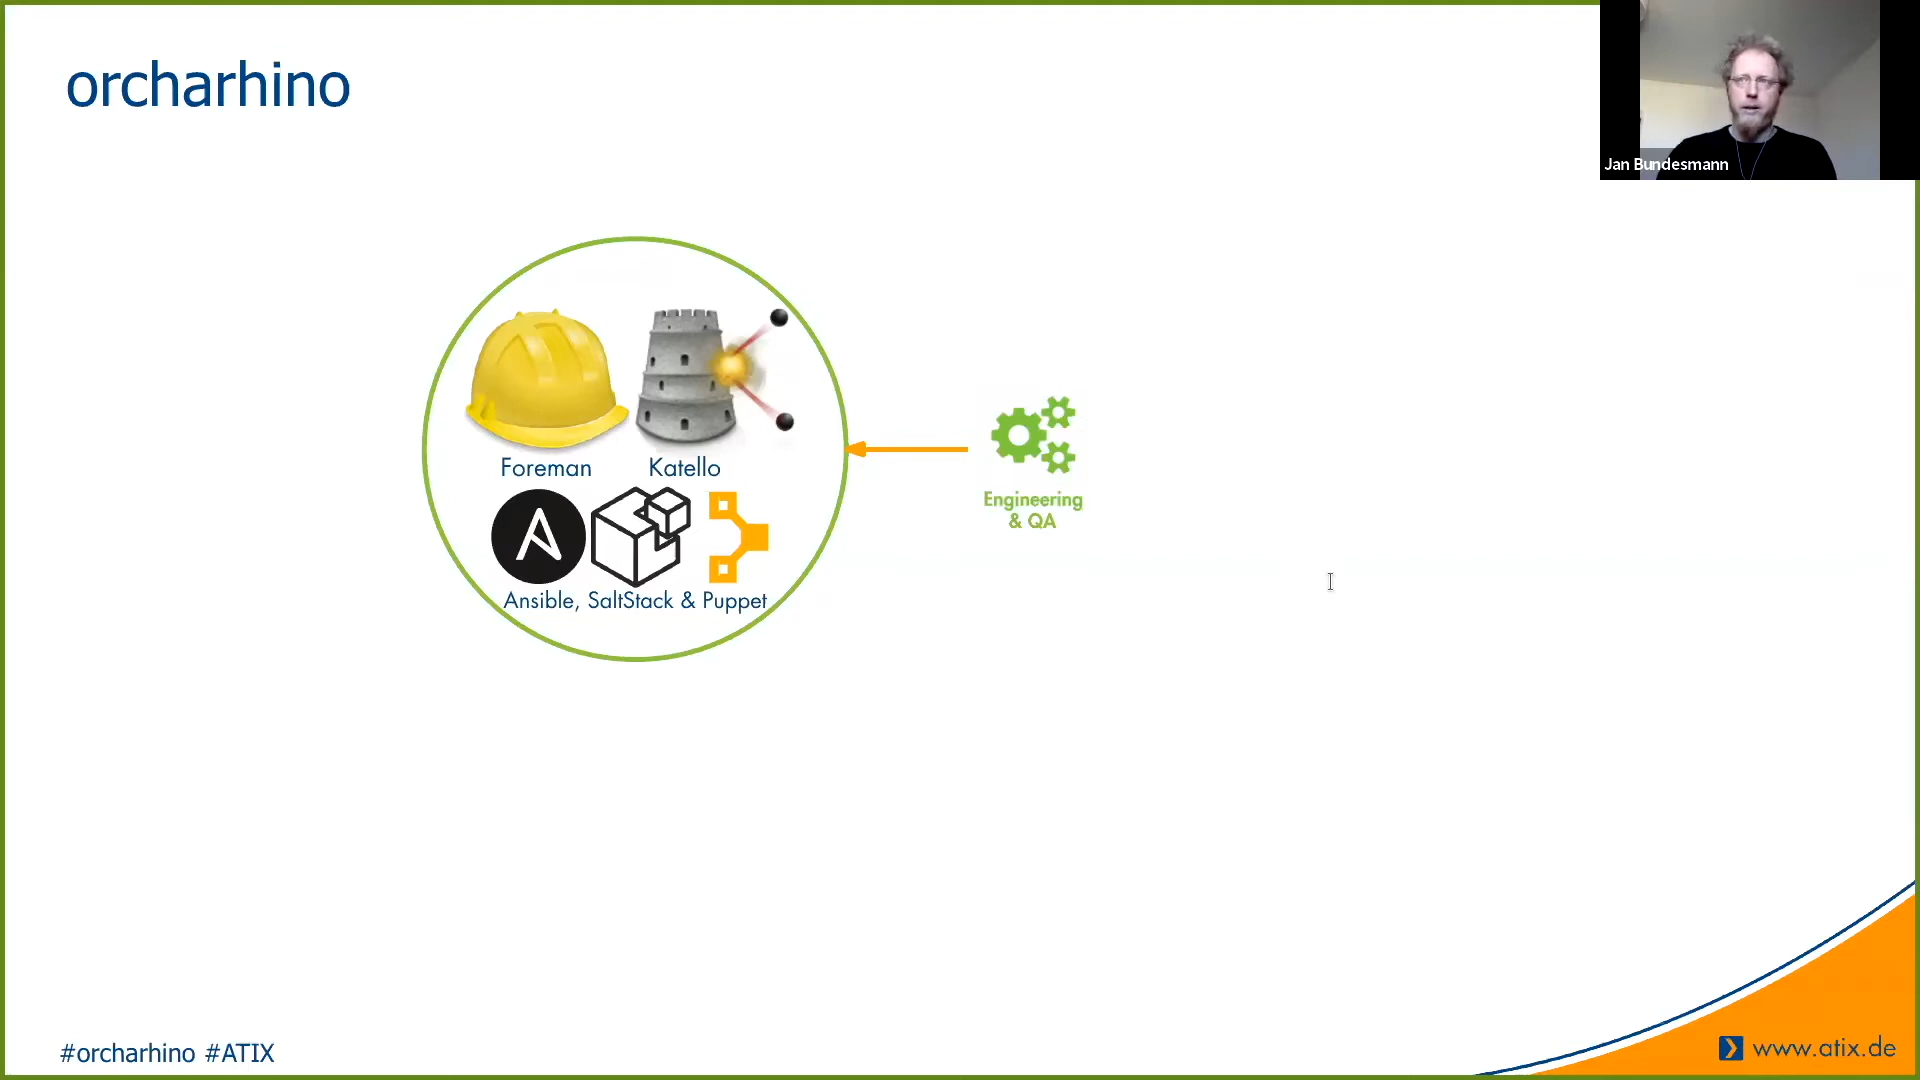 orcharhino
Jan Bundesmann
Foreman
Katello
Engineering
& QA
Ansible, SaltStack & Puppet
#orcharhino #ATIX
www.atix.de